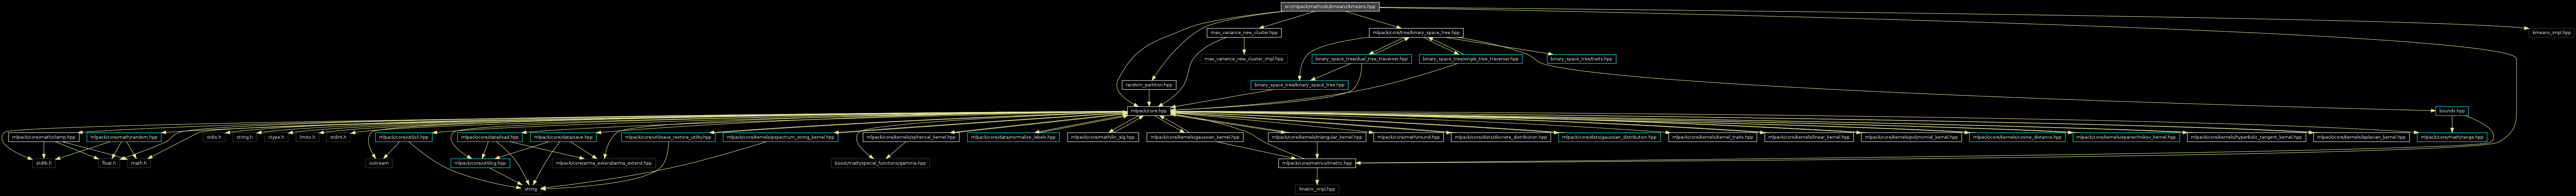 src/mlpack/methods/kmeans/kmeans.hpp
max_variance_new_cluster.hpp
mlpack/core/tree/binary_space_tree.hpp
kmeans_impl.hpp
max_variance_new_cluster_impl.hpp
binary_space_tree/dual_tree_traverser.hpp
binary_space_tree/single_tree_traverser.hpp
binary_space_tree/traits.hpp
random_partition.hpp
binary_space_tree/binary_space_tree.hpp
mlpack/core.hpp
bounds.hpp
mlpack/core/math/clamp.hpp
mlpack/core/math/random.hpp
stdio.h
string.h
ctype.h
limits.h
stdint.h
mlpack/core/util/cli.hpp
mlpack/core/data/load.hpp
mlpack/core/data/save.hpp
mlpack/core/util/save_restore_utility.hpp
mlpack/core/kernels/pspectrum_string_kernel.hpp
mlpack/core/kernels/spherical_kernel.hpp
mlpack/core/data/normalize_labels.hpp
mlpack/core/math/lin_alg.hpp
mlpack/core/kernels/gaussian_kernel.hpp
mlpack/core/kernels/triangular_kernel.hpp
mlpack/core/math/round.hpp
mlpack/core/dists/discrete_distribution.hpp
mlpack/core/dists/gaussian_distribution.hpp
mlpack/core/kernels/kernel_traits.hpp
mlpack/core/kernels/linear_kernel.hpp
mlpack/core/kernels/polynomial_kernel.hpp
mlpack/core/kernels/cosine_distance.hpp
mlpack/core/kernels/epanechnikov_kernel.hpp
mlpack/core/kernels/hyperbolic_tangent_kernel.hpp
mlpack/core/kernels/laplacian_kernel.hpp
mlpack/core/math/range.hpp
stdlib.h
float.h
math.h
iostream
mlpack/core/util/log.hpp
mlpack/core/arma_extend/arma_extend.hpp
boost/math/special_functions/gamma.hpp
mlpack/core/metrics/lmetric.hpp
string
lmetric_impl.hpp